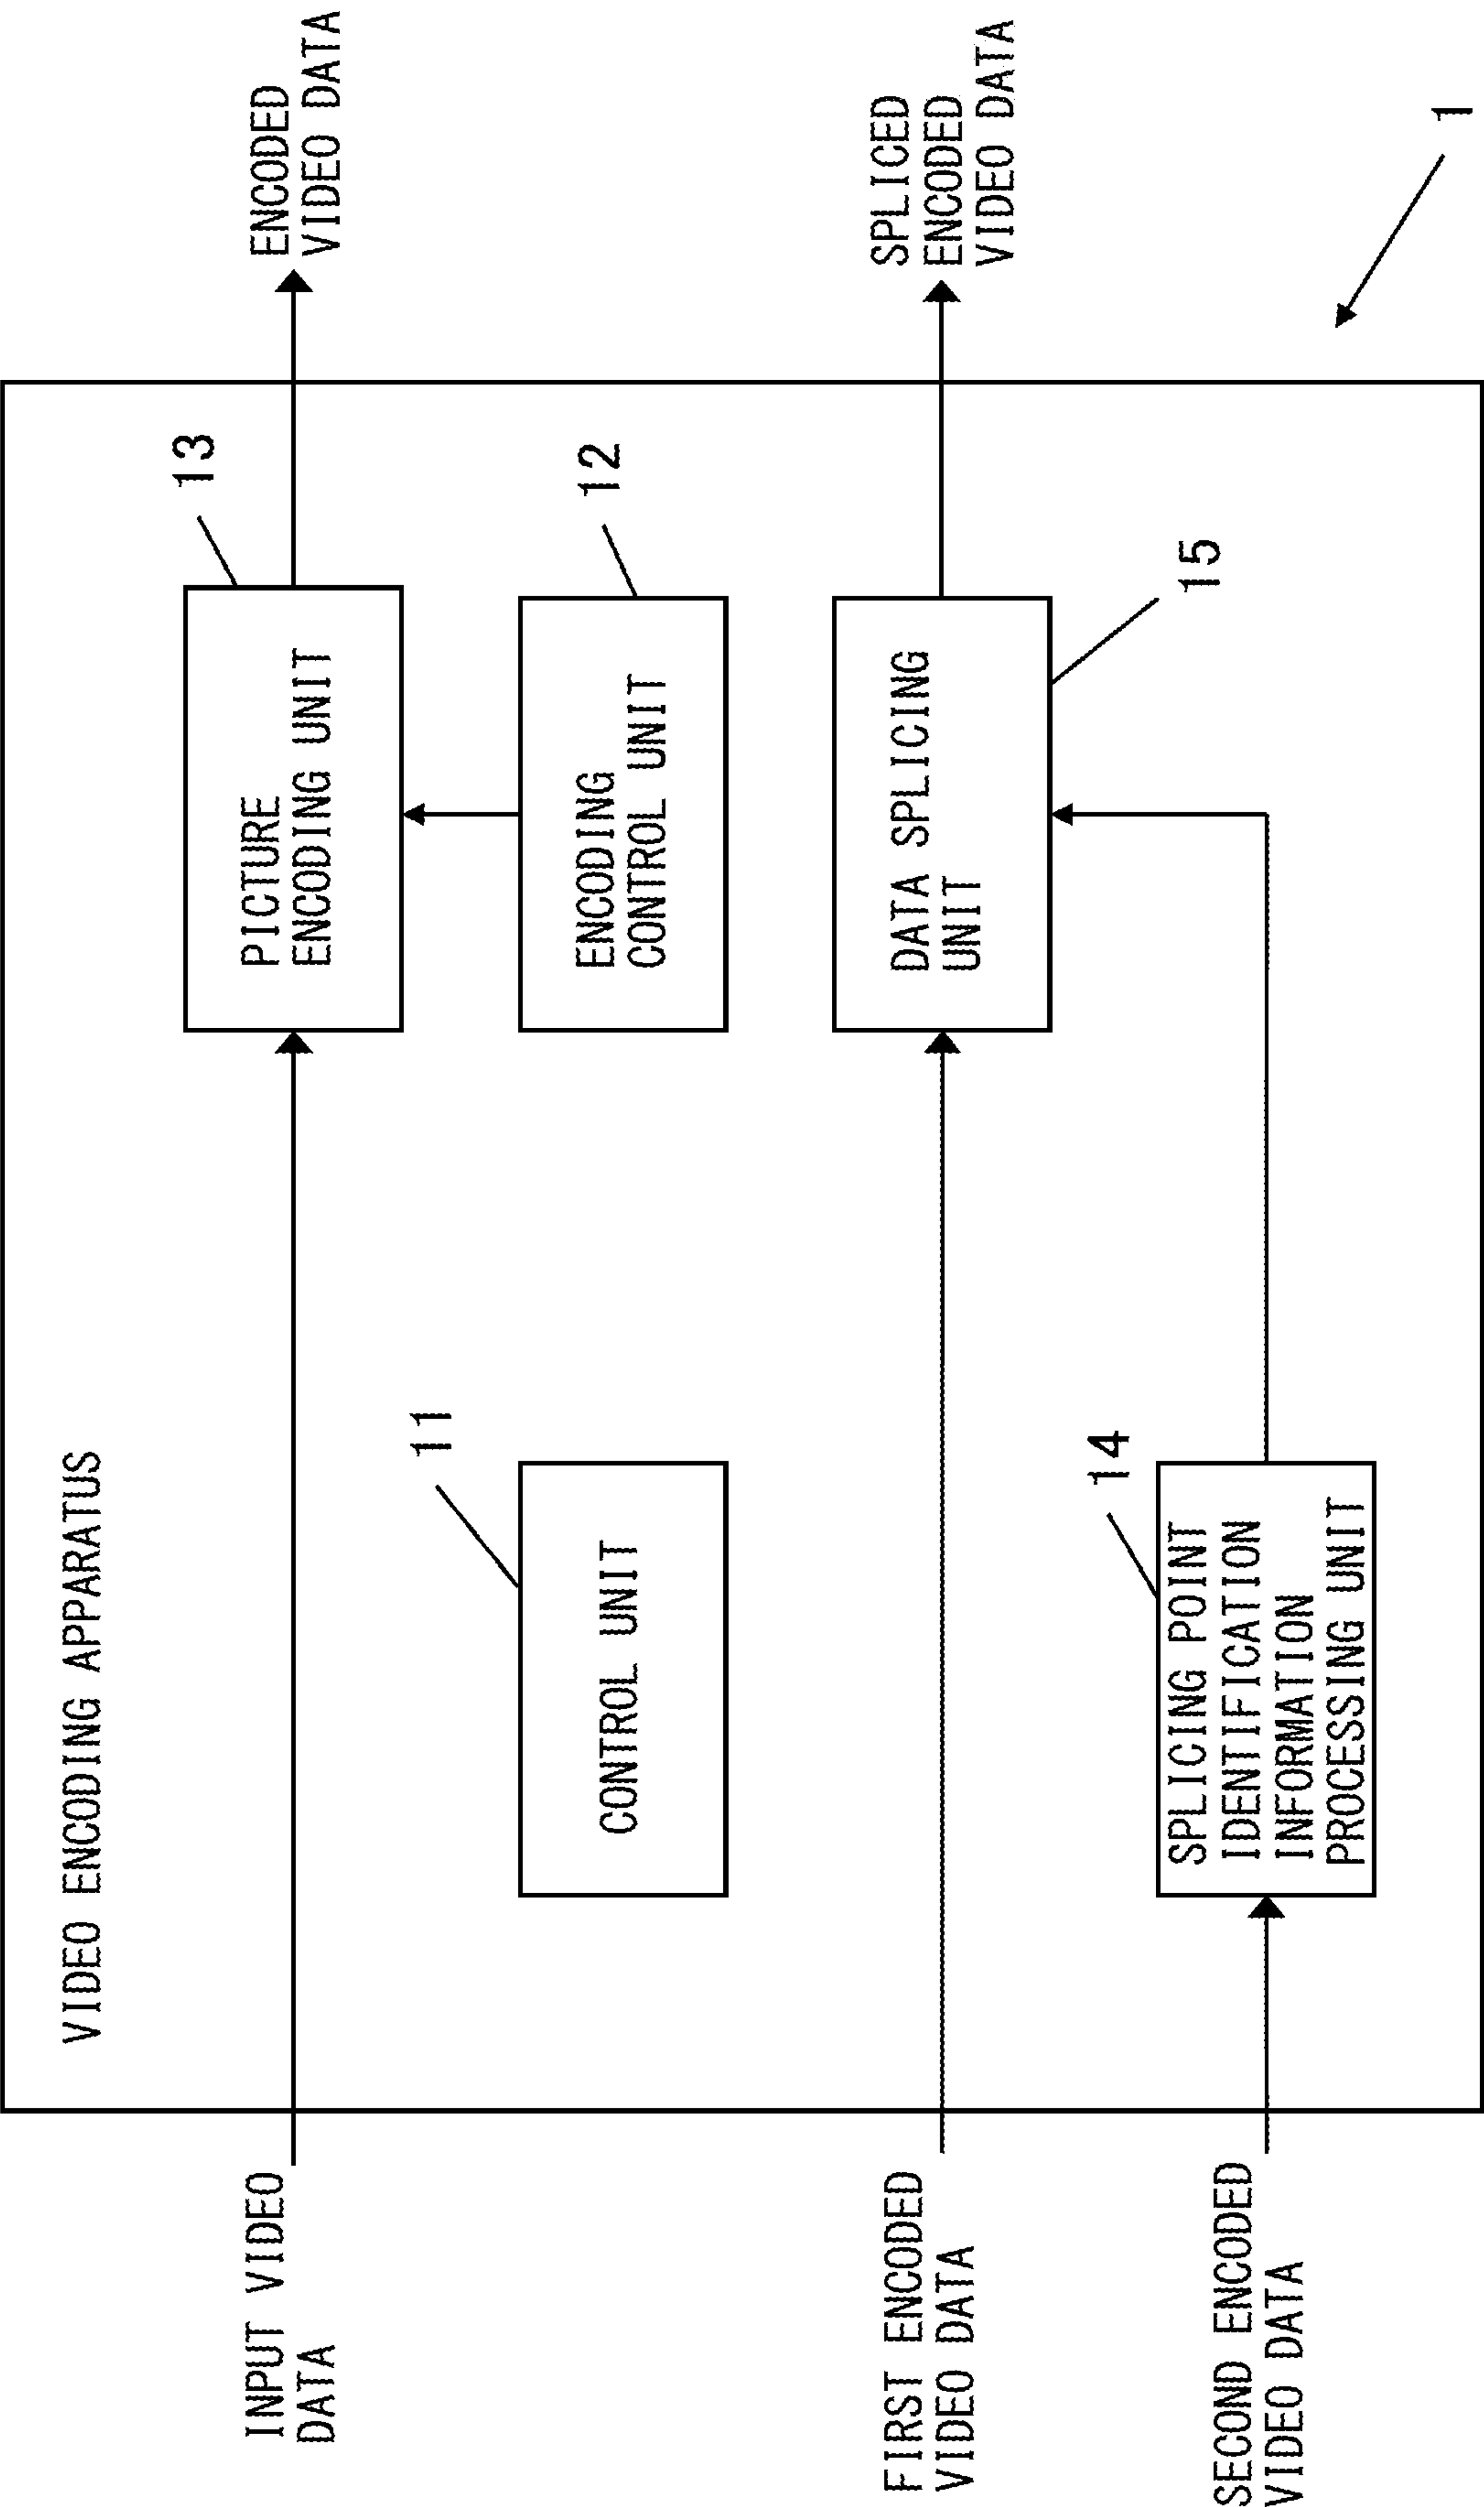 VIDEO ENCODING APPARATUS
INPUT VIDEO
DATA
13
PICTURE
ENCODING UNIT
ENCODED
VIDEO DATA
11
CONTROL UNIT
12
ENCODING
CONTROL UNIT
FIRST ENCODED
VIDEO DATA
DATA SPLICING
UNIT
15
SPLICED
ENCODED
VIDEO DATA
14
SECOND ENCODED
VIDEO DATA
SPLICING POINT
IDENTIFICATION
INFORMATION
PROCESSING UNIT
1